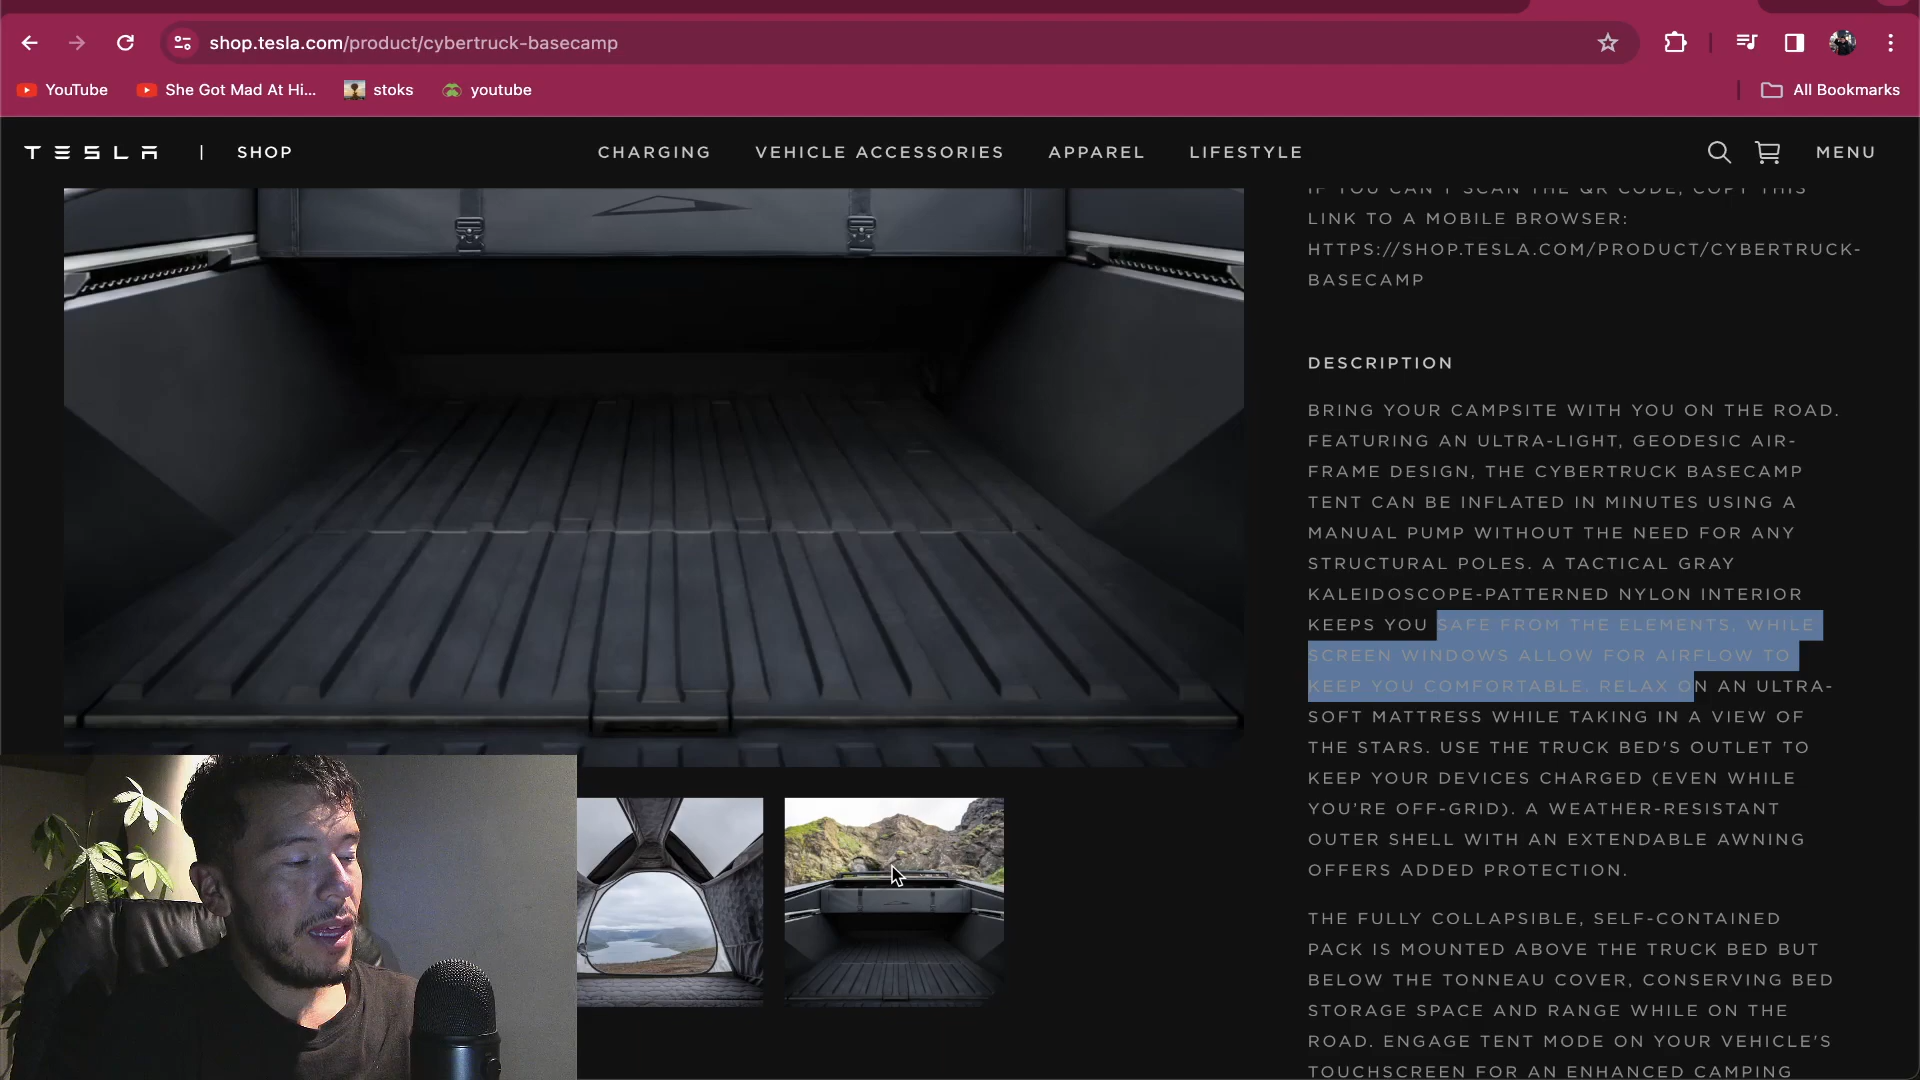 shop.tesla.com/product/cybertruck-basecamp
YouTube
She Got Mad At Hi...
stoks
youtube
All Bookmarks
TESLA | SHOP
CHARGING
VEHICLE ACCESSORIES
APPAREL
LIFESTYLE
MENU
IF YOU CAN'T SCAN THE QR CODE, COPY THIS
LINK TO A MOBILE BROWSER:
HTTPS://SHOP.TESLA.COM/PRODUCT/CYBERTRUCK-
BASECAMP
DESCRIPTION
BRING YOUR CAMPSITE WITH YOU ON THE ROAD.
FEATURING AN ULTRA-LIGHT, GEODESIC AIR-
FRAME DESIGN, THE CYBERTRUCK BASECAMP
TENT CAN BE INFLATED IN MINUTES USING A
MANUAL PUMP WITHOUT THE NEED FOR ANY
STRUCTURAL POLES. A TACTICAL GRAY
KALEIDOSCOPE-PATTERNED NYLON INTERIOR
KEEPS YOU SAFE FROM THE ELEMENTS, WHILE
SCREEN WINDOWS ALLOW FOR AIRFLOW TO
KEEP YOU COMFORTABLE. RELAX ON AN ULTRA-
SOFT MATTRESS WHILE TAKING IN A VIEW OF
THE STARS. USE THE TRUCK BED'S OUTLET TO
KEEP YOUR DEVICES CHARGED (EVEN WHILE
YOU'RE OFF-GRID). A WEATHER-RESISTANT
OUTER SHELL WITH AN EXTENDABLE AWNING
OFFERS ADDED PROTECTION.
THE FULLY COLLAPSIBLE, SELF-CONTAINED
PACK IS MOUNTED ABOVE THE TRUCK BED BUT
BELOW THE TONNEAU COVER, CONSERVING BED
STORAGE SPACE AND RANGE WHILE ON THE
ROAD. ENGAGE TENT MODE ON YOUR VEHICLE'S
TOUCHSCREEN FOR AN ENHANCED CAMPING